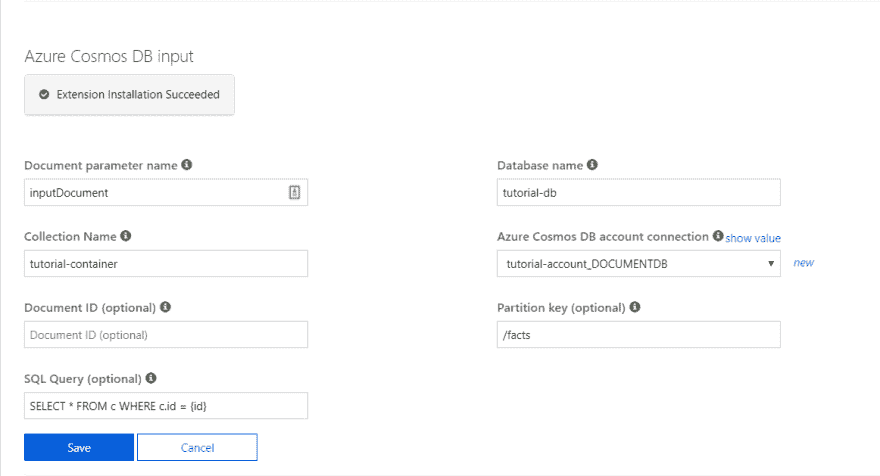 Azure Cosmos DB input
Extension Installation Succeeded
Document parameter name
inputDocument
Database name
tutorial-db
Collection Name
tutorial-container
Azure Cosmos DB account connection show value
tutorial-account_DOCUMENTDB
new
Document ID (optional)
Document ID (optional)
Partition key (optional)
/facts
SQL Query (optional)
SELECT * FROM c WHERE c.id = {id}
Save Cancel